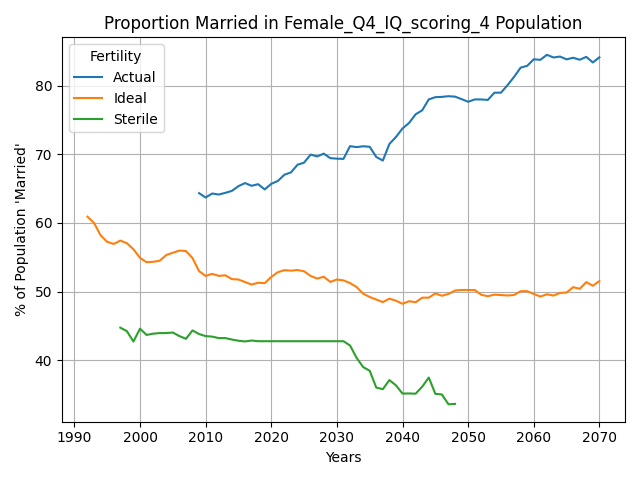 Proportion Married in Female_Q4_IQ_scoring_4 Population
Fertility
Actual
Ideal
Sterile
% of Population 'Married'
80
70
60
50
40
1990
2000
2010
2020
2030
2040
2050
2060
2070
Years